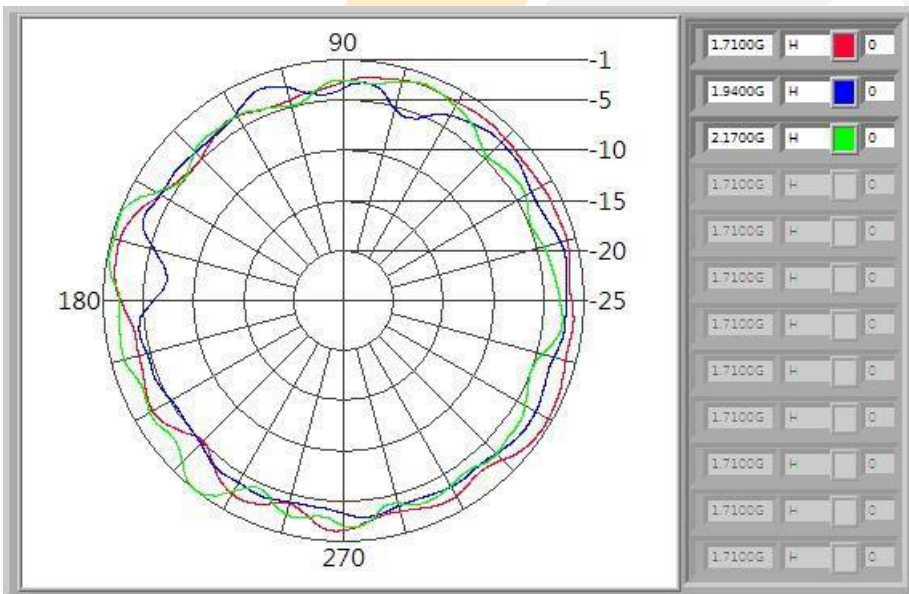 90
-1
-5
-10
-15
-20
180
-25
270
1.7100G H 0
1.9400G H 0
2.1700G H 0
1.7100G H 0
1.7100G H 0
1.7100G H 0
1.7100G H 0
1.7100G H 0
1.7100G H 0
1.7100G H 0
1.7100G H 0
1.7100G H 0